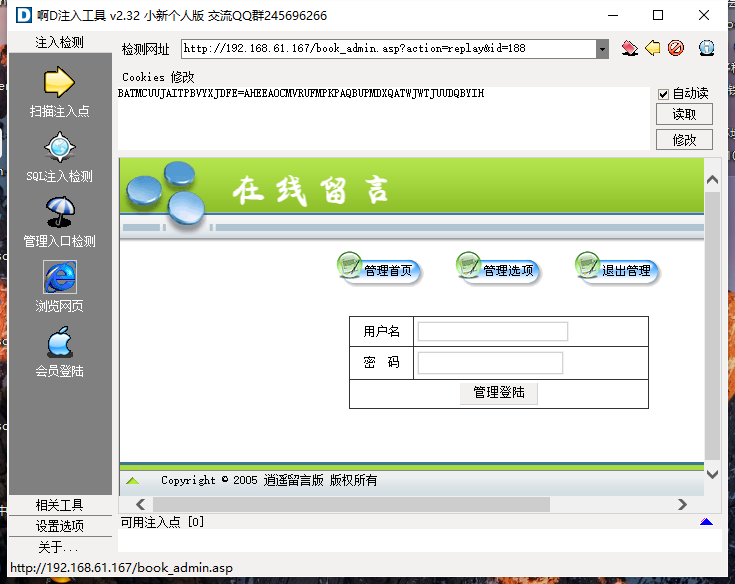 啊D注入工具 v2.32 小新个人版 交流QQ群245696266
注入检测
扫描注入点
SQL注入检测
管理入口检测
浏览网页
会员登陆
相关工具
设置选项
关于...
检测网址 http://192.168.61.167/book_admin.asp?action=replay&id=188
Cookies 修改
BATMCUUJAITPBVYXJDFE=AHEEAOCMVRUFMPKPAQBUPMDXQATWJWTJUUDQBYIH
自动读
读取
修改
在线留言
管理首页 管理选项 退出管理
用户名
密 码
管理登陆
Copyright © 2005 逍遥留言版 版权所有
可用注入点 [0]
http://192.168.61.167/book_admin.asp